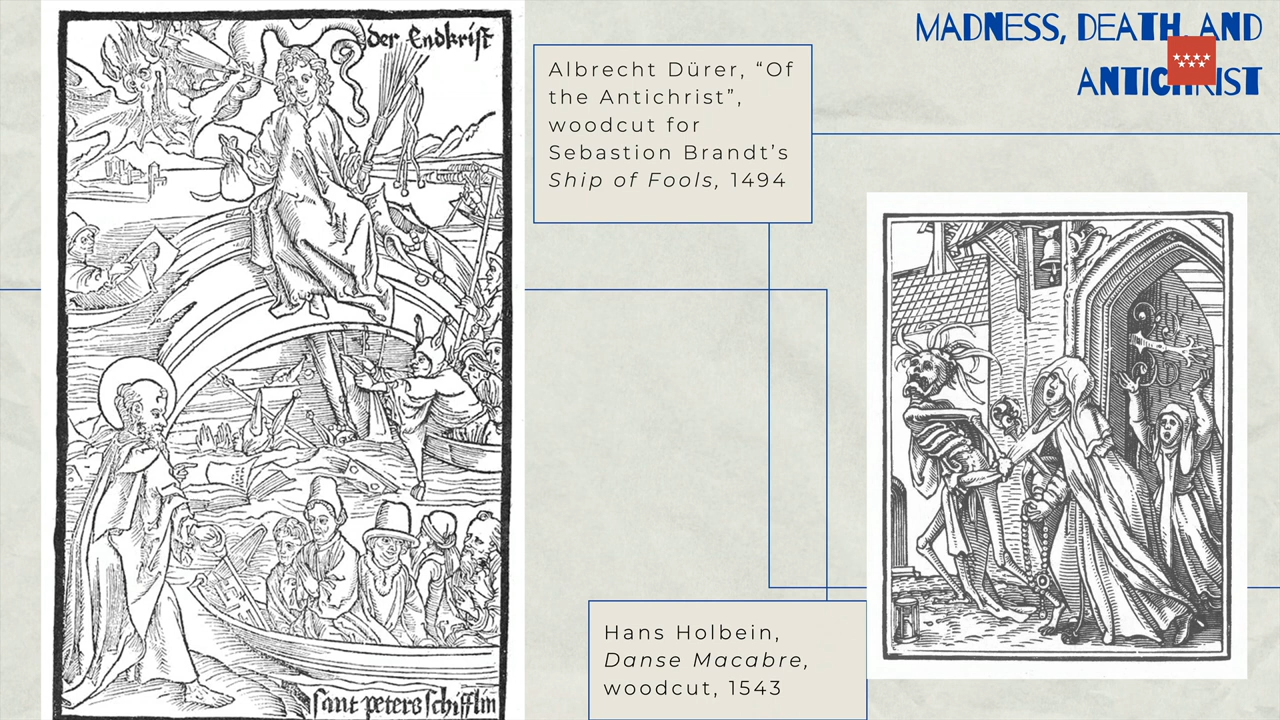 MADNESS, DEATH, AND
ANTICHRIST
der Endkrist
Albrecht Dürer, “Of
the Antichrist”,
woodcut for
Sebastion Brandt’s
Ship of Fools, 1494
sant peters schifflin
Hans Holbein,
Danse Macabre,
woodcut, 1543